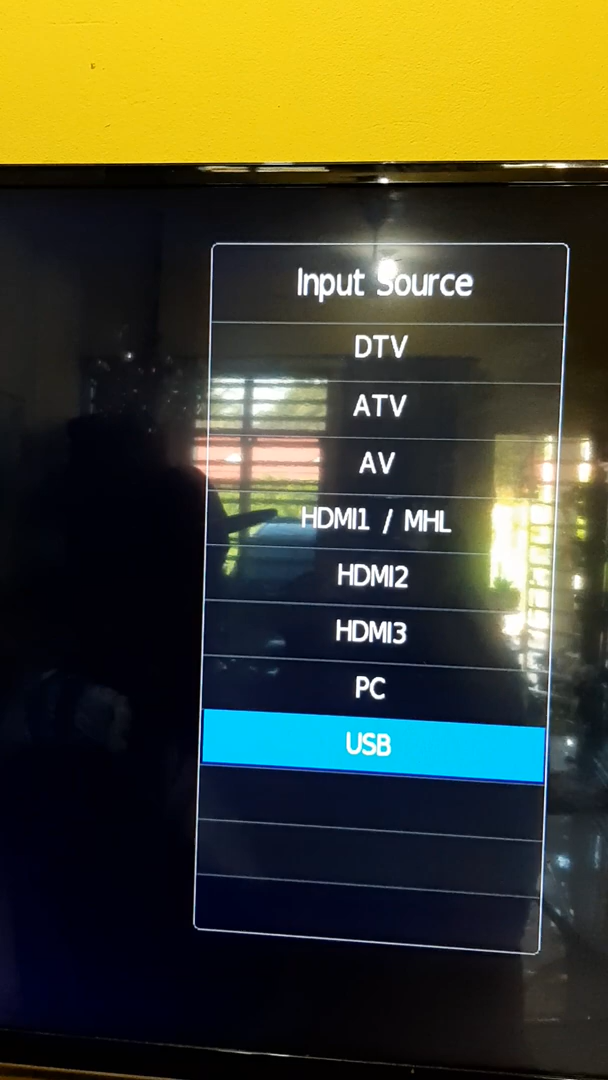 Input Source
DTV
ATV
AV
HDMI1 / MHL
HDMI2
HDMI3
PC
USB